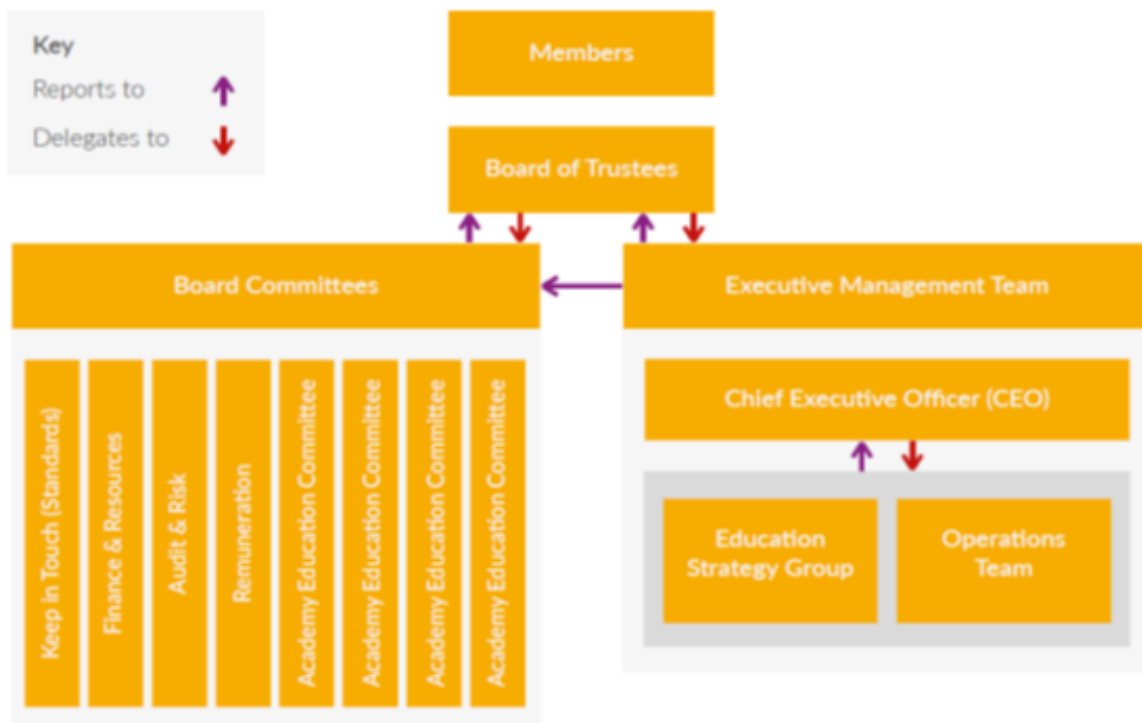 Key
Reports to
Delegates to
Members
Board of Trustees
Board Committees
Executive Management Team
Keep in Touch (Standards)
Finance & Resources
Audit & Risk
Remuneration
Academy Education Committee
Academy Education Committee
Academy Education Committee
Academy Education Committee
Chief Executive Officer (CEO)
Education
Strategy Group
Operations
Team